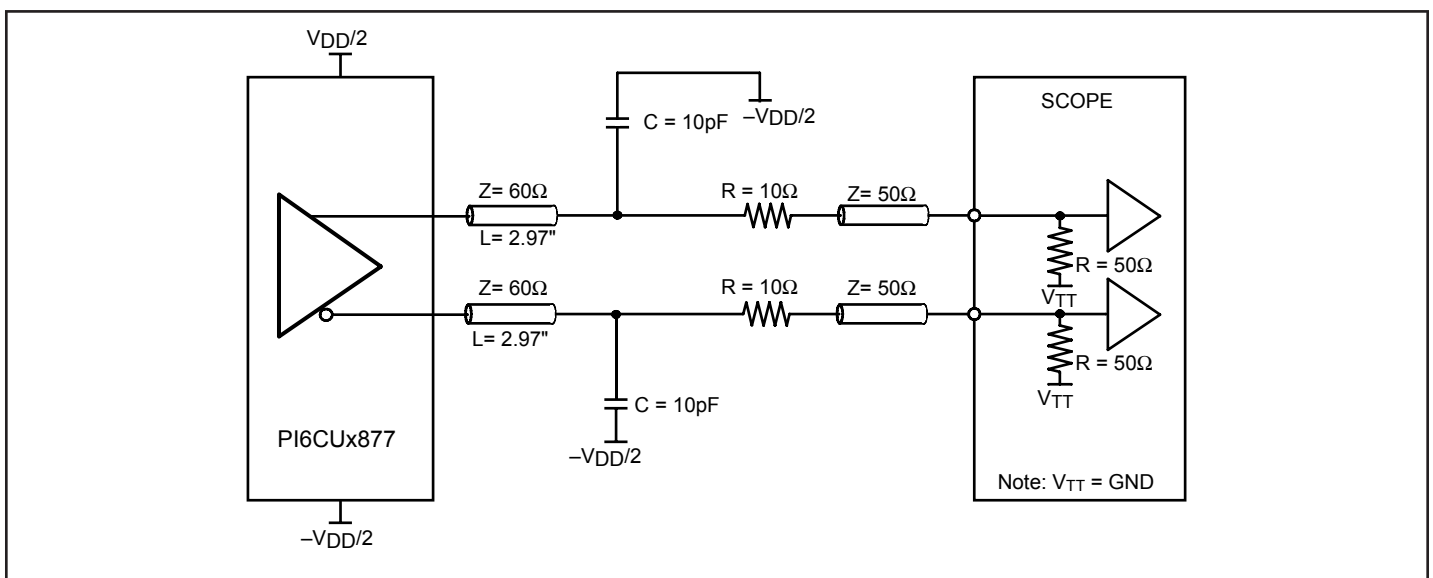 VDD/2
SCOPE
C = 10pF
–VDD/2
Z= 60Ω
R = 10Ω
Z= 50Ω
L= 2.97"
R = 50Ω
VTT
Z= 60Ω
R = 10Ω
Z= 50Ω
L= 2.97"
R = 50Ω
VTT
C = 10pF
PI6CUx877
–VDD/2
Note: VTT = GND
–VDD/2